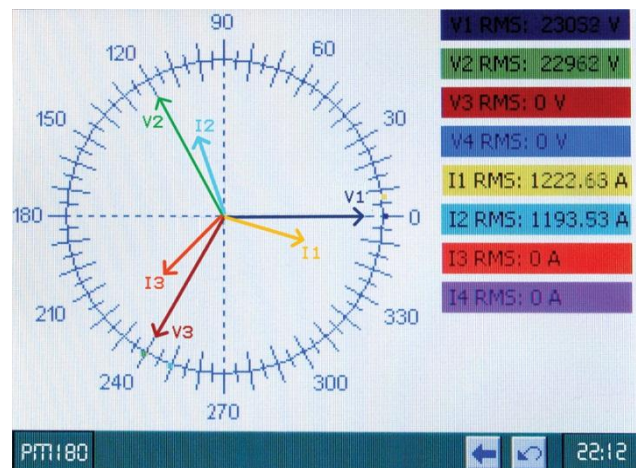 90
120
60
150
30
180
0
210
330
240
300
270
V1
V2
V3
I1
I2
I3
V1 RMS: 23052 V
V2 RMS: 22962 V
V3 RMS: 0 V
V4 RMS: 0 V
I1 RMS: 1222.63 A
I2 RMS: 1193.53 A
I3 RMS: 0 A
I4 RMS: 0 A
PM180
22:12